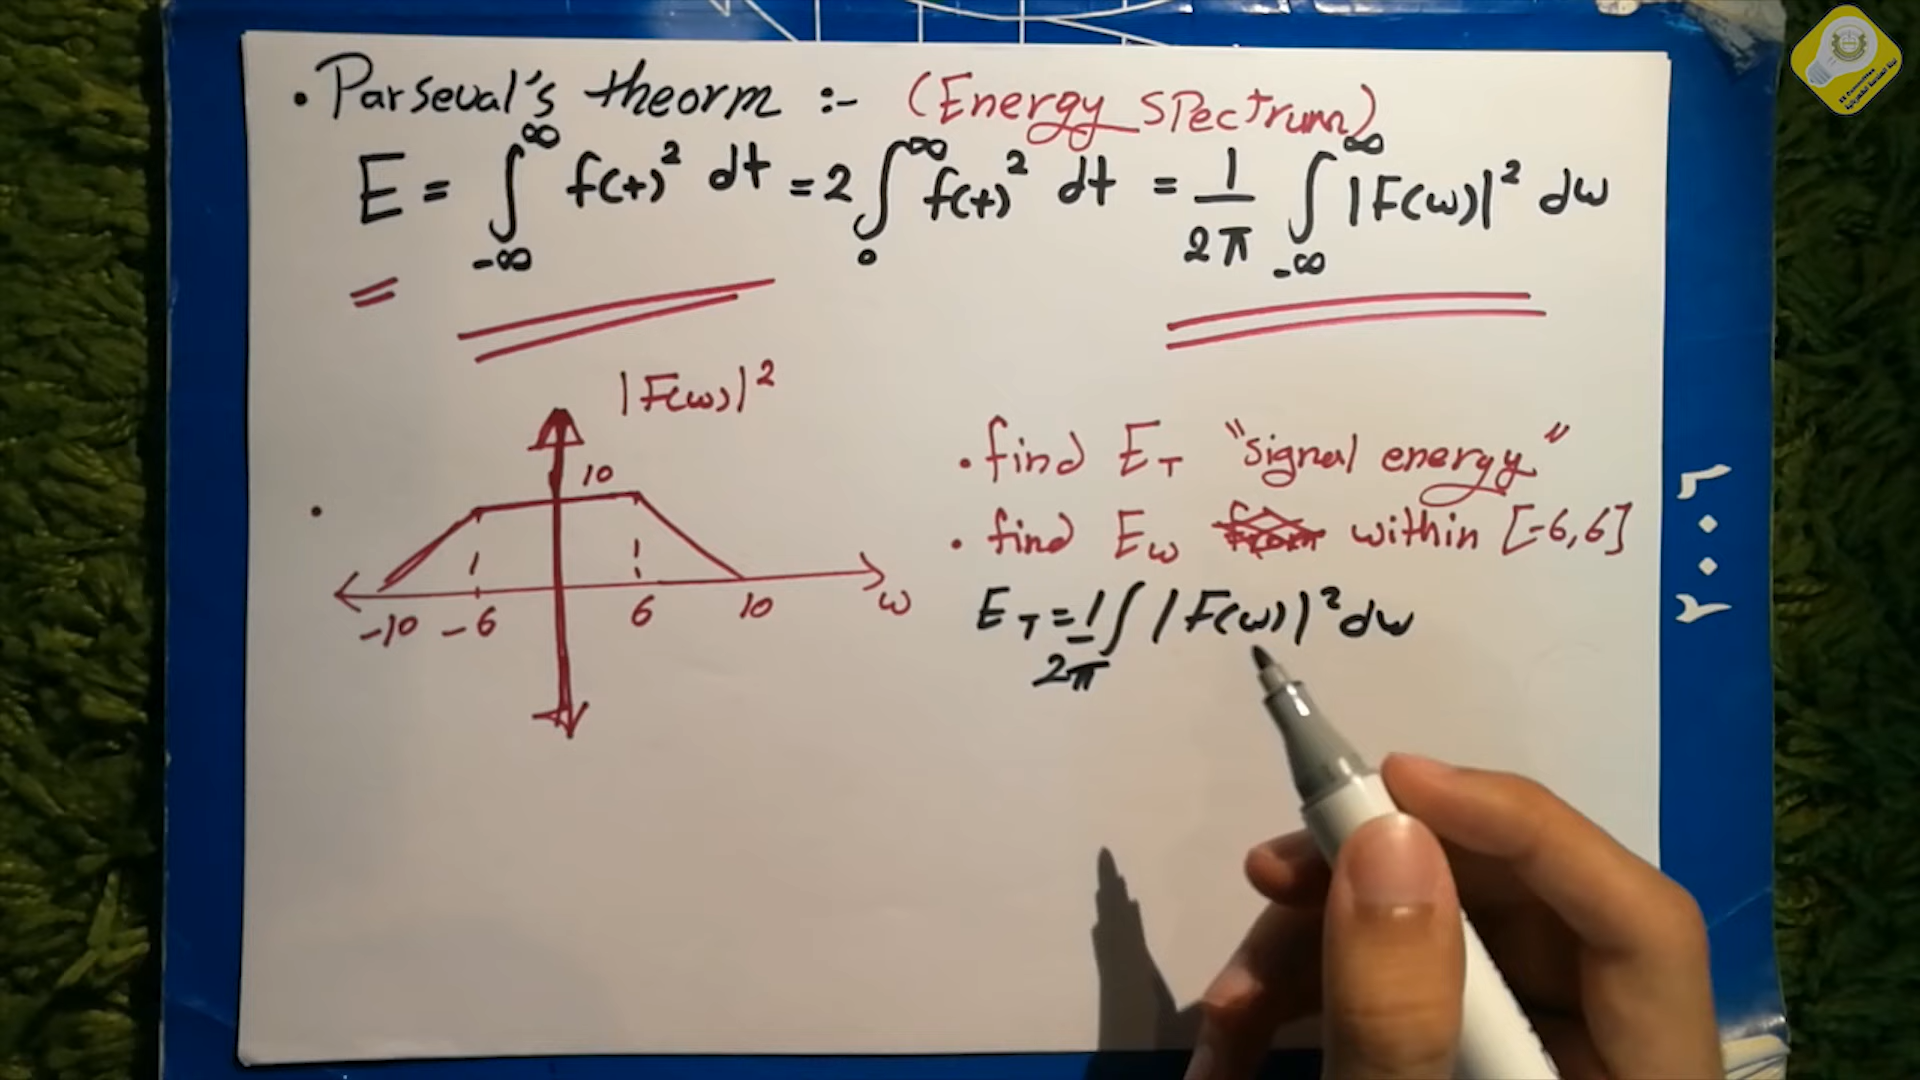 • Parseval's theorm :- (Energy spectrum)
E = ∫_{-∞}^{∞} f(t)² dt = 2 ∫_{0}^{∞} f(t)² dt = 1/2π ∫_{-∞}^{∞} |F(ω)|² dω
|F(ω)|²
10
-10 -6 6 10 ω
• find E_T "signal energy"
• find E_ω within [-6,6]
E_T = 1/2π ∫ |F(ω)|² dω